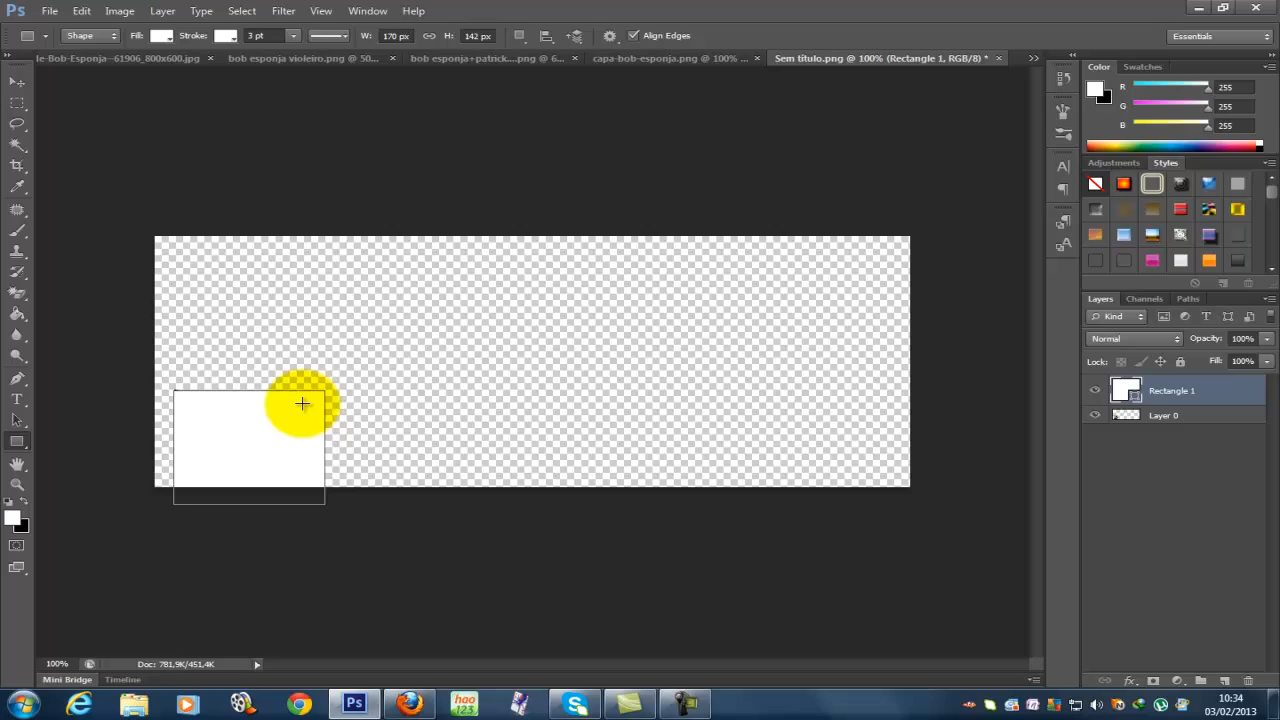 Ps File Edit Image Layer Type Select Filter View Window Help
Shape Fill: Stroke: 3 pt W: 170 px H: 142 px Align Edges Essentials
le-Bob-Esponja--61906_800x600.jpg × bob esponja violeiro.png @ 50... × bob esponja+patrick....png @ 6... × capa-bob-esponja.png @ 100% ... × Sem título.png @ 100% (Rectangle 1, RGB/8) * ×
Color Swatches
R 255
G 255
B 255
Adjustments Styles
Layers Channels Paths
Kind
Normal Opacity: 100%
Lock: Fill: 100%
Rectangle 1
Layer 0
100% Doc: 781,9K/451,4K
Mini Bridge Timeline
Ps hao 123 10:34
03/02/2013